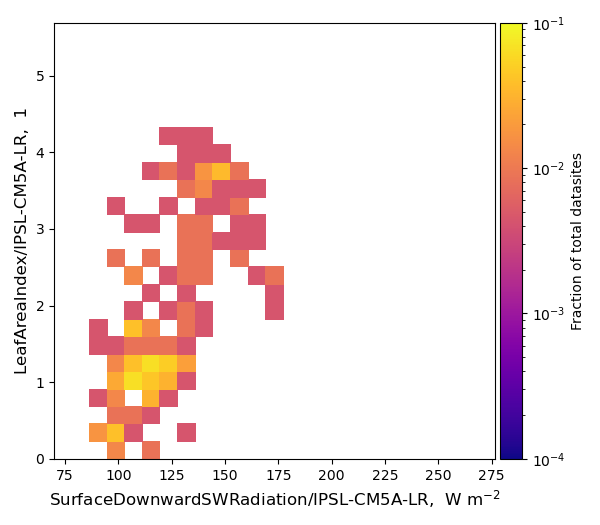 LeafAreaIndex/IPSL-CM5A-LR, 1
5
4
3
2
1
0
75 100 125 150 175 200 225 250 275
SurfaceDownwardSWRadiation/IPSL-CM5A-LR, W m⁻²
10⁻¹
10⁻²
10⁻³
10⁻⁴
Fraction of total datasites